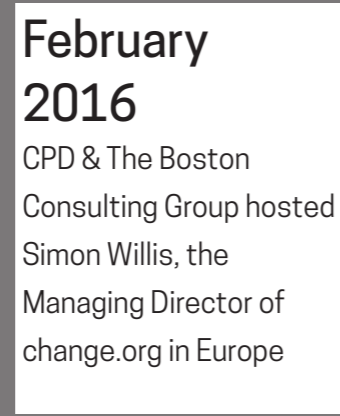 February
2016
CPD & The Boston
Consulting Group hosted
Simon Willis, the
Managing Director of
change.org in Europe